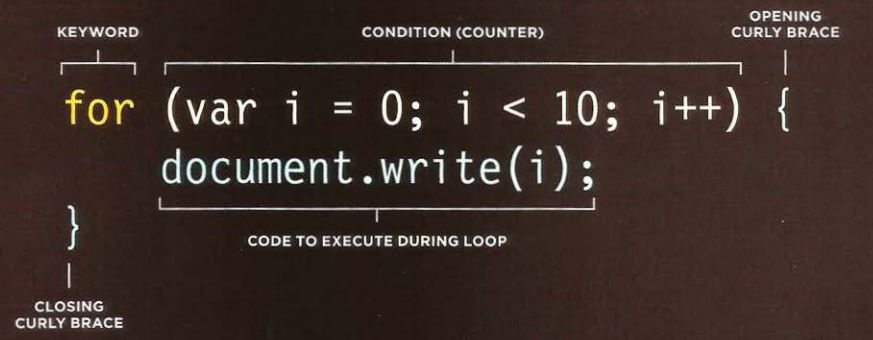 KEYWORD
CONDITION (COUNTER)
OPENING
CURLY BRACE
for (var i = 0; i < 10; i++) {
document.write(i);
}
CODE TO EXECUTE DURING LOOP
CLOSING
CURLY BRACE